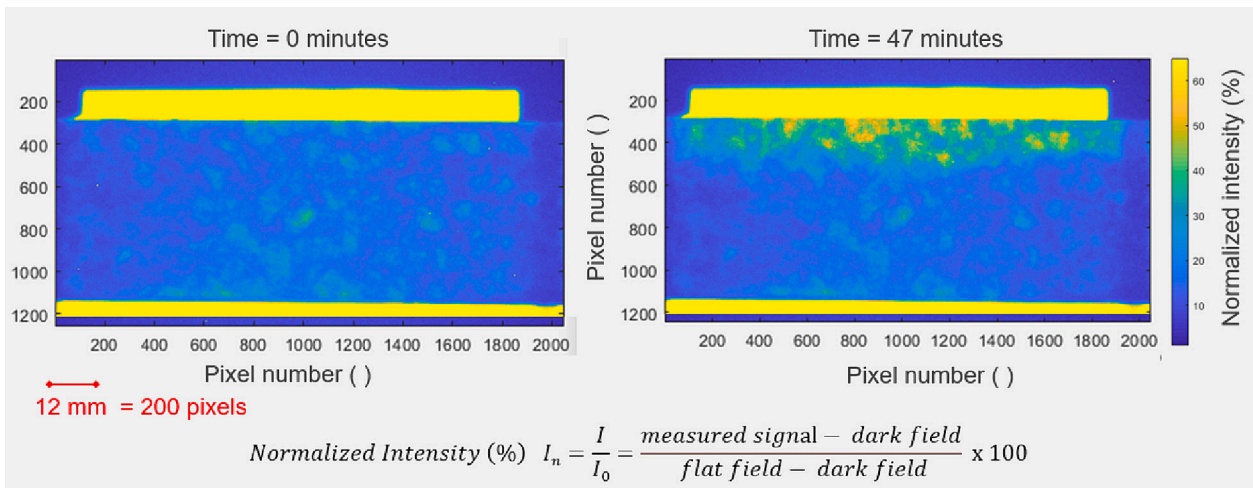 Time = 0 minutes
Time = 47 minutes
200
400
600
800
1000
1200
200 400 600 800 1000 1200 1400 1600 1800 2000
Pixel number ( )
Pixel number ( )
200
400
600
800
1000
1200
200 400 600 800 1000 1200 1400 1600 1800 2000
Pixel number ( )
60
50
40
30
20
10
Normalized intensity (%)
12 mm = 200 pixels
Normalized Intensity (%) Iₙ = I / I₀ = measured signal − dark field / flat field − dark field x 100